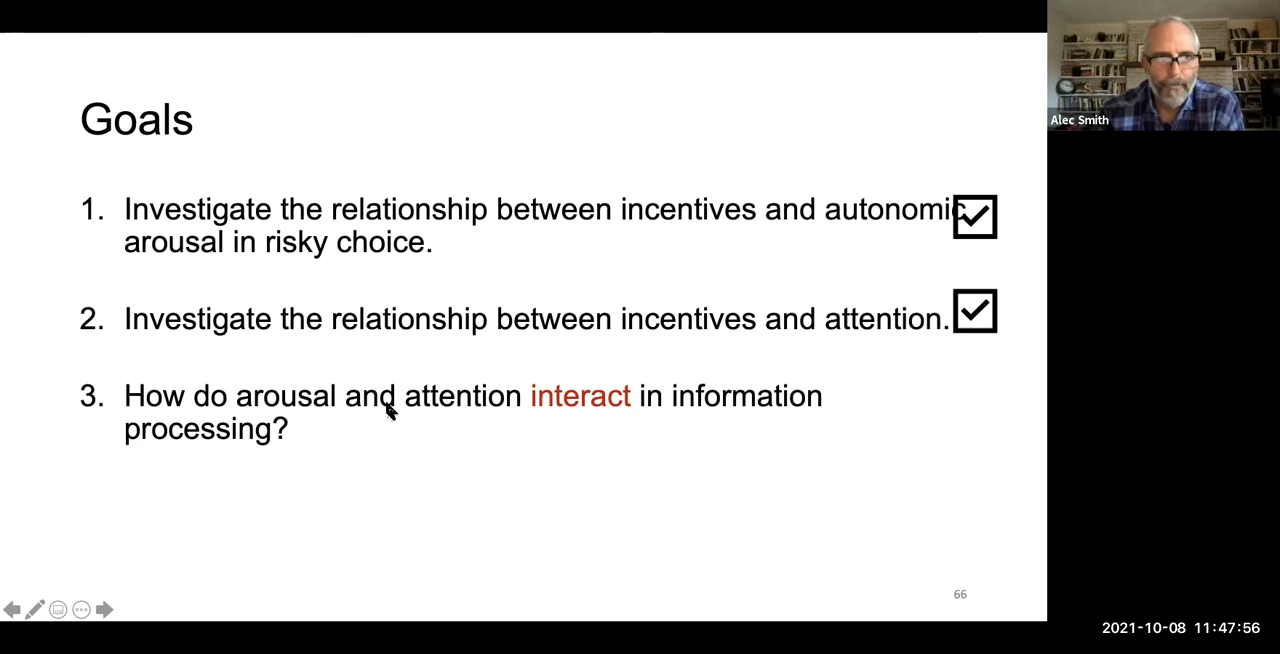 Goals
1. Investigate the relationship between incentives and autonomic
arousal in risky choice.
2. Investigate the relationship between incentives and attention.
3. How do arousal and attention interact in information
processing?
66
Alec Smith
2021-10-08 11:47:56